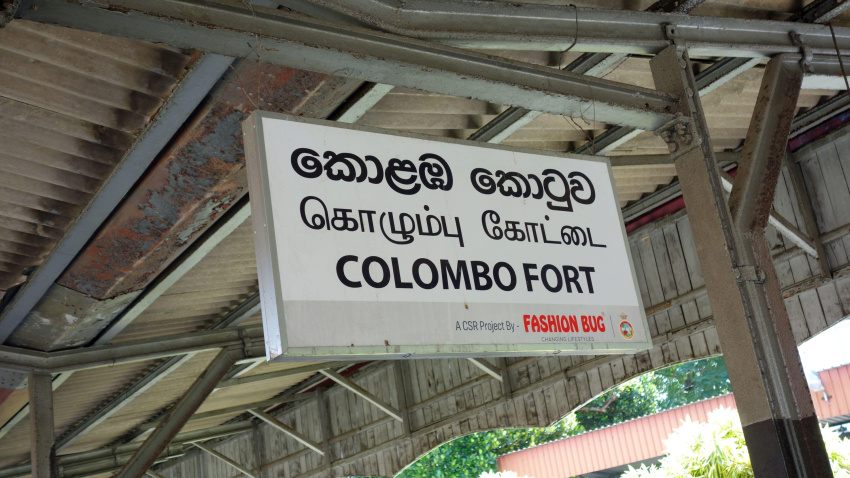 කොළඹ කොටුව
கொழும்பு கோட்டை
COLOMBO FORT
A CSR Project By - FASHION BUG
CHANGING LIFESTYLES